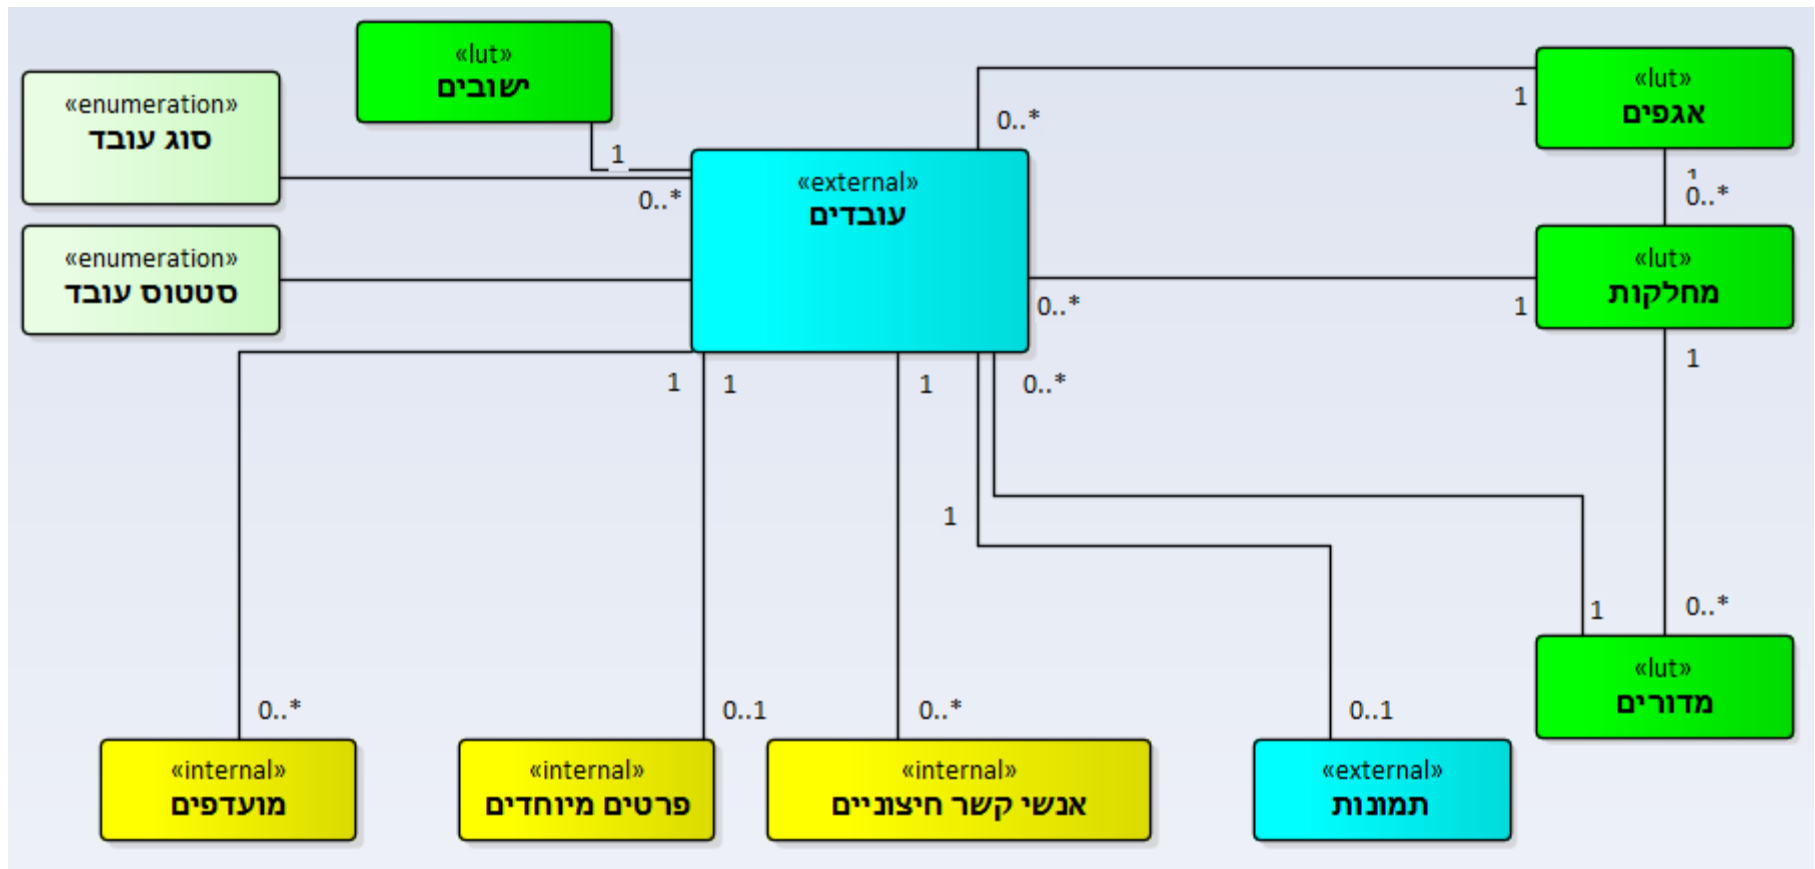 «lut»
ישובים
«enumeration»
סוג עובד
«lut»
אגפים
1
0..*
1
«external»
עובדים
0..*
1
0..*
«enumeration»
סטטוס עובד
«lut»
מחלקות
0..*
1
1
1
1
1
0..*
1
1
0..*
«lut»
מדורים
0..*
0..1
0..*
0..1
«internal»
מועדפים
«internal»
פרטים מיוחדים
«internal»
אנשי קשר חיצוניים
«external»
תמונות